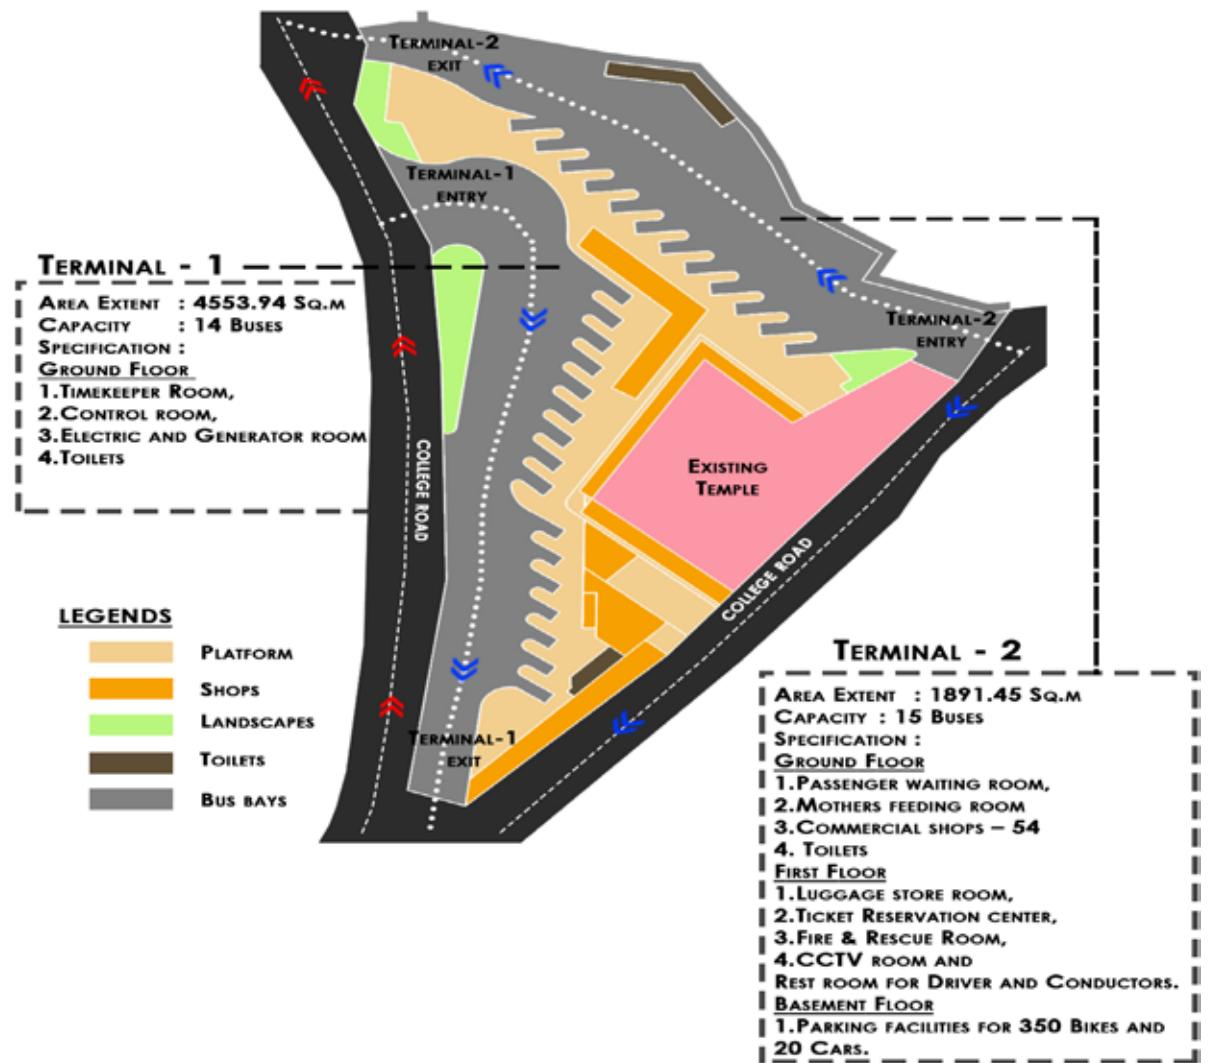 Terminal-2
exit
Terminal-1
entry
Terminal - 1
Area Extent : 4553.94 Sq.m
Capacity : 14 Buses
Specification :
Ground Floor
1.Timekeeper Room,
2.Control room,
3.Electric and Generator room
4.Toilets
Terminal-2
entry
COLLEGE ROAD
Existing
Temple
COLLEGE ROAD
Legends
Platform
Shops
Landscapes
Toilets
Bus bays
Terminal-1
exit
Terminal - 2
Area Extent : 1891.45 Sq.m
Capacity : 15 Buses
Specification :
Ground Floor
1.Passenger waiting room,
2.Mothers feeding room
3.Commercial shops – 54
4. Toilets
First Floor
1.Luggage store room,
2.Ticket Reservation center,
3.Fire & Rescue Room,
4.CCTV room and
Rest room for Driver and Conductors.
Basement Floor
1.Parking facilities for 350 Bikes and
20 Cars.